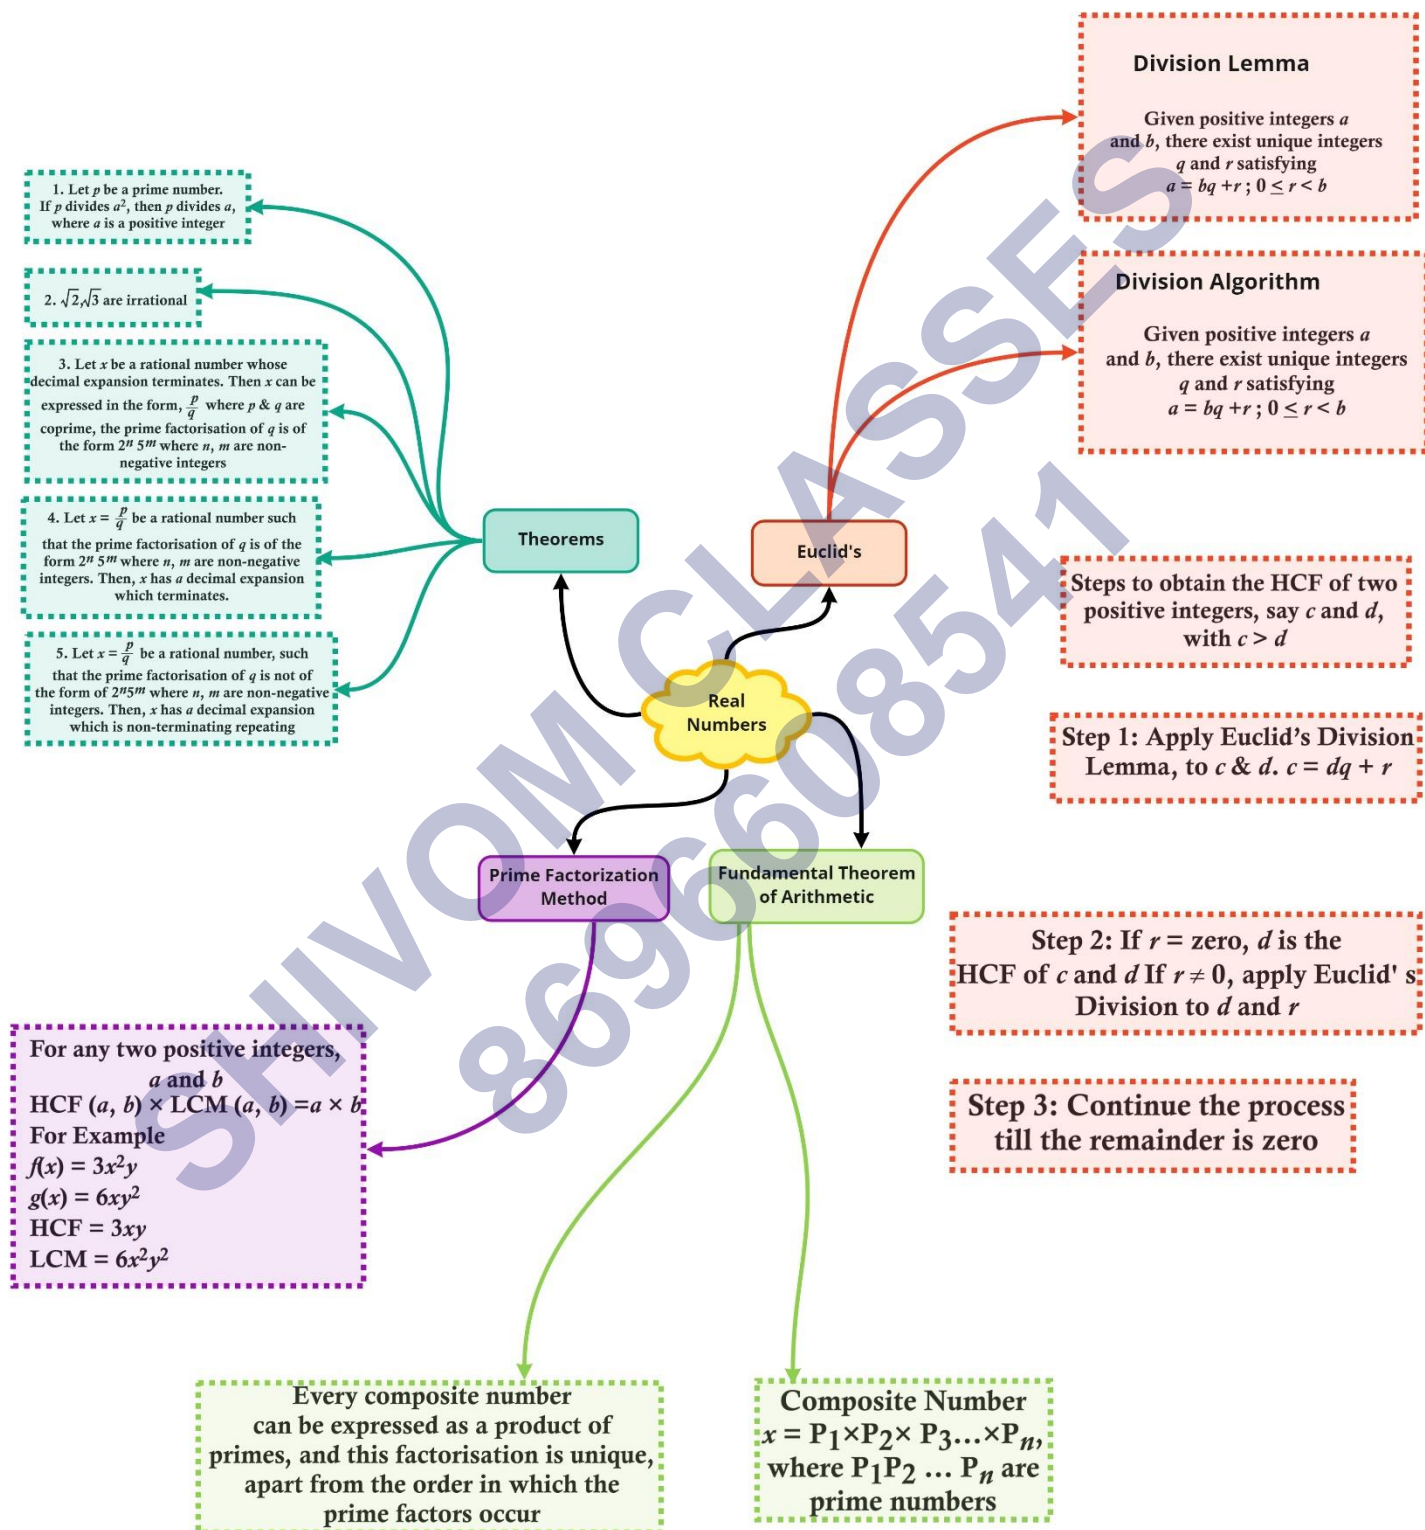 Division Lemma
Given positive integers a
and b, there exist unique integers
q and r satisfying
a = bq +r ; 0 ≤ r < b
1. Let p be a prime number.
If p divides a², then p divides a,
where a is a positive integer
Division Algorithm
Given positive integers a
and b, there exist unique integers
q and r satisfying
a = bq +r ; 0 ≤ r < b
2. √2,√3 are irrational
3. Let x be a rational number whose
decimal expansion terminates. Then x can be
expressed in the form, p/q where p & q are
coprime, the prime factorisation of q is of
the form 2ⁿ 5ᵐ where n, m are non-
negative integers
4. Let x = p/q be a rational number such
that the prime factorisation of q is of the
form 2ⁿ 5ᵐ where n, m are non-negative
integers. Then, x has a decimal expansion
which terminates.
5. Let x = p/q be a rational number, such
that the prime factorisation of q is not of
the form of 2ⁿ5ᵐ where n, m are non-negative
integers. Then, x has a decimal expansion
which is non-terminating repeating
Theorems
Euclid's
Steps to obtain the HCF of two
positive integers, say c and d,
with c > d
Real
Numbers
Step 1: Apply Euclid’s Division
Lemma, to c & d. c = dq + r
Prime Factorization
Method
Fundamental Theorem
of Arithmetic
Step 2: If r = zero, d is the
HCF of c and d If r ≠ 0, apply Euclid' s
Division to d and r
Step 3: Continue the process
till the remainder is zero
For any two positive integers,
a and b
HCF (a, b) × LCM (a, b) =a × b
For Example
f(x) = 3x²y
g(x) = 6xy²
HCF = 3xy
LCM = 6x²y²
Every composite number
can be expressed as a product of
primes, and this factorisation is unique,
apart from the order in which the
prime factors occur
Composite Number
x = P₁×P₂× P₃...×Pₙ,
where P₁P₂ ... Pₙ are
prime numbers
SHIVOM CLASSES
8696608541